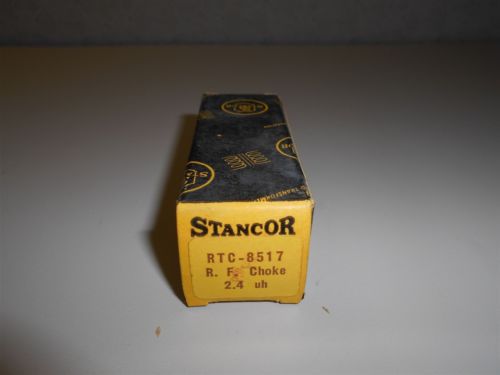 STANCOR
RTC-8517
R. F. Choke
2.4 uh